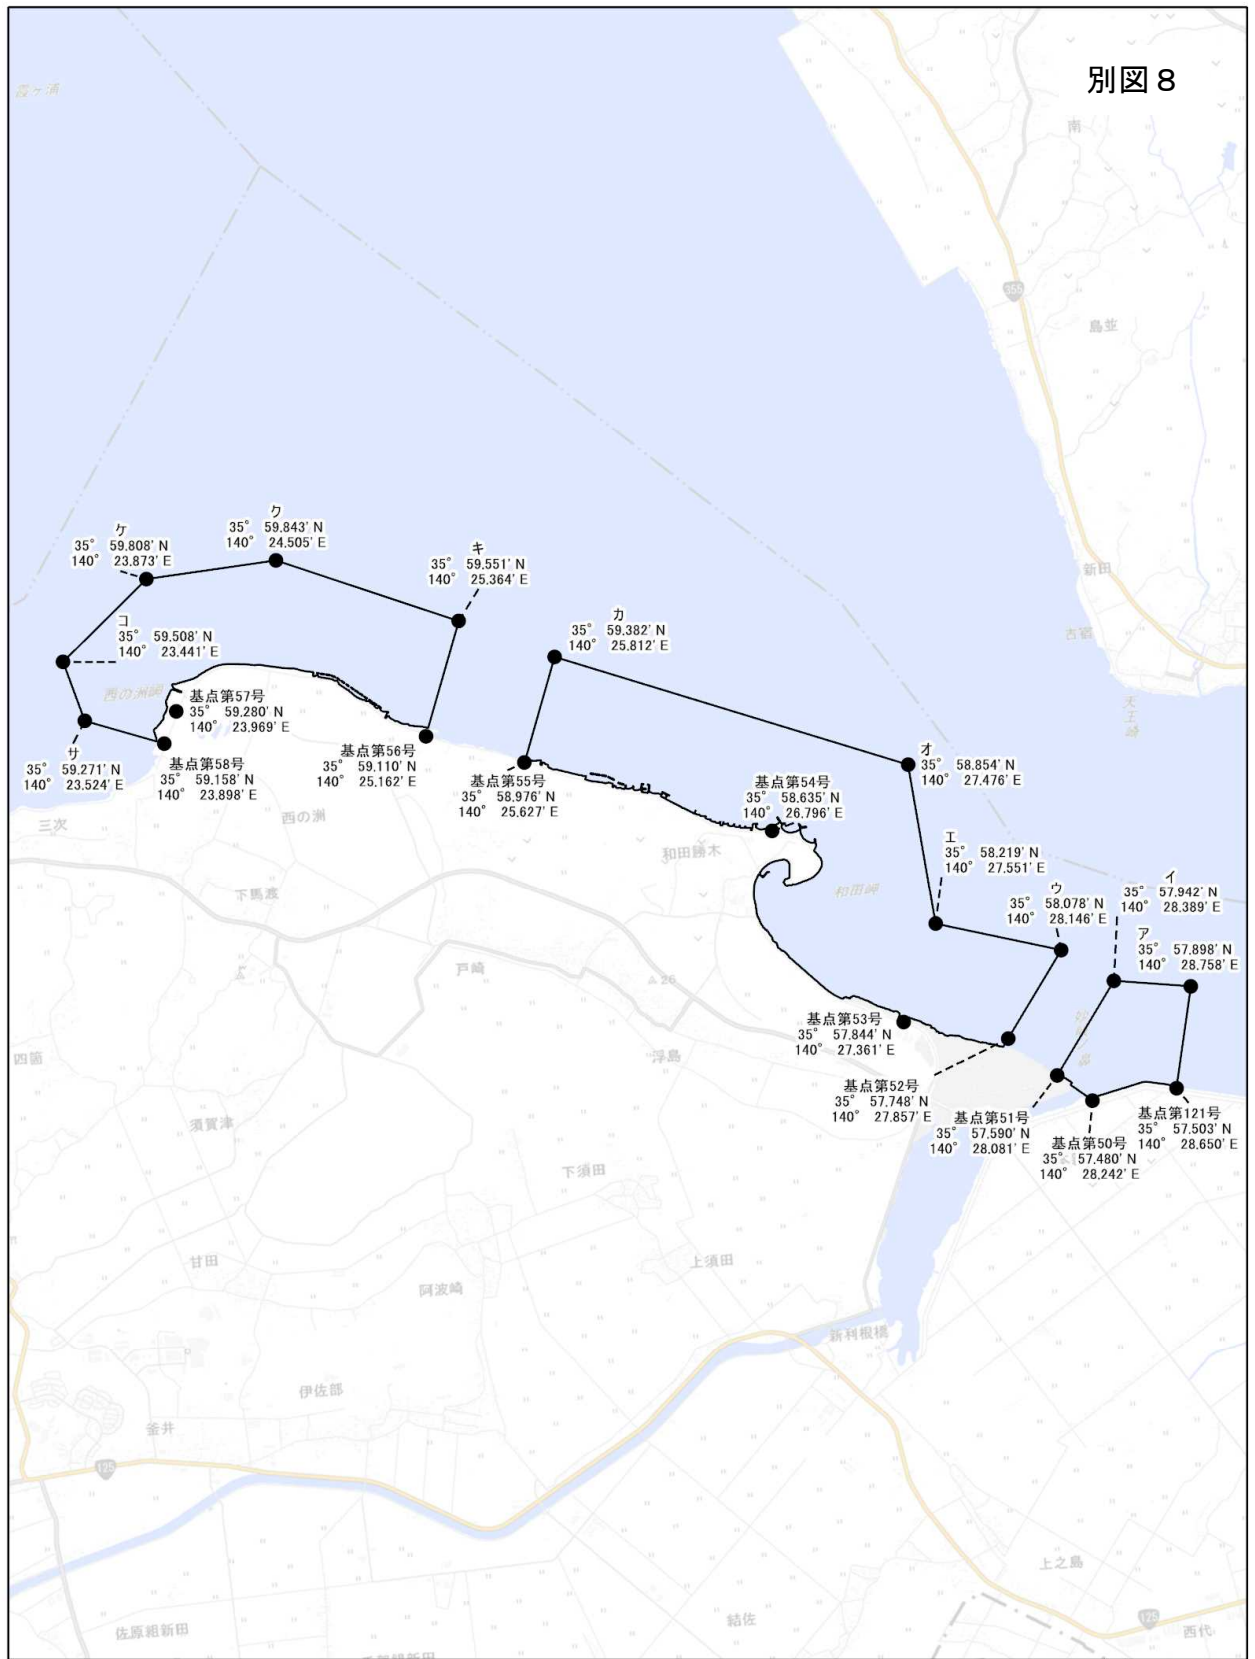 別図８
霞ヶ浦
南
355
島並
ク
35° 59.843' N
140° 24.505' E
ケ
35° 59.808' N
140° 23.873' E
キ
35° 59.551' N
140° 25.364' E
新田
古宿
コ
35° 59.508' N
140° 23.441' E
カ
35° 59.382' N
140° 25.812' E
西の洲岬
基点第57号
35° 59.280' N
140° 23.969' E
天王崎
サ
35° 59.271' N
140° 23.524' E
基点第58号
35° 59.158' N
140° 23.898' E
基点第56号
35° 59.110' N
140° 25.162' E
基点第55号
35° 58.976' N
140° 25.627' E
基点第54号
35° 58.635' N
140° 26.796' E
オ
35° 58.854' N
140° 27.476' E
三次
西の洲
和田勝木
エ
35° 58.219' N
140° 27.551' E
和田岬
下馬渡
ウ
35° 58.078' N
140° 28.146' E
イ
35° 57.942' N
140° 28.389' E
ア
35° 57.898' N
140° 28.758' E
戸崎
26
基点第53号
35° 57.844' N
140° 27.361' E
四箇
浮島
基点第52号
35° 57.748' N
140° 27.857' E
基点第51号
35° 57.590' N
140° 28.081' E
基点第50号
35° 57.480' N
140° 28.242' E
基点第121号
35° 57.503' N
140° 28.650' E
須賀津
下須田
甘田
上須田
阿波崎
新利根橋
伊佐部
釜井
125
上之島
結佐
125
西代
佐原組新田